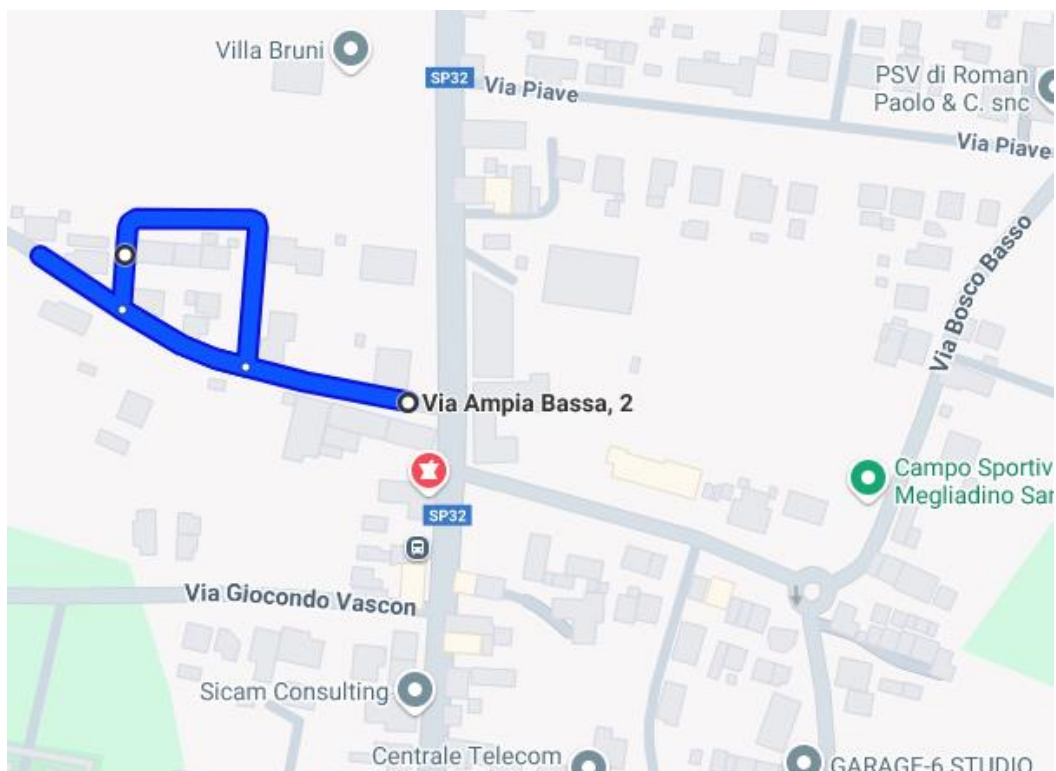 Villa Bruni
SP32
Via Piave
PSV di Roman
Paolo & C. snc
Via Piave
Via Bosco Basso
Via Ampia Bassa, 2
Campo Sportiv
Megliadino Sar
SP32
Via Giocondo Vascon
Sicam Consulting
Centrale Telecom
GARAGE-6 STUDIO